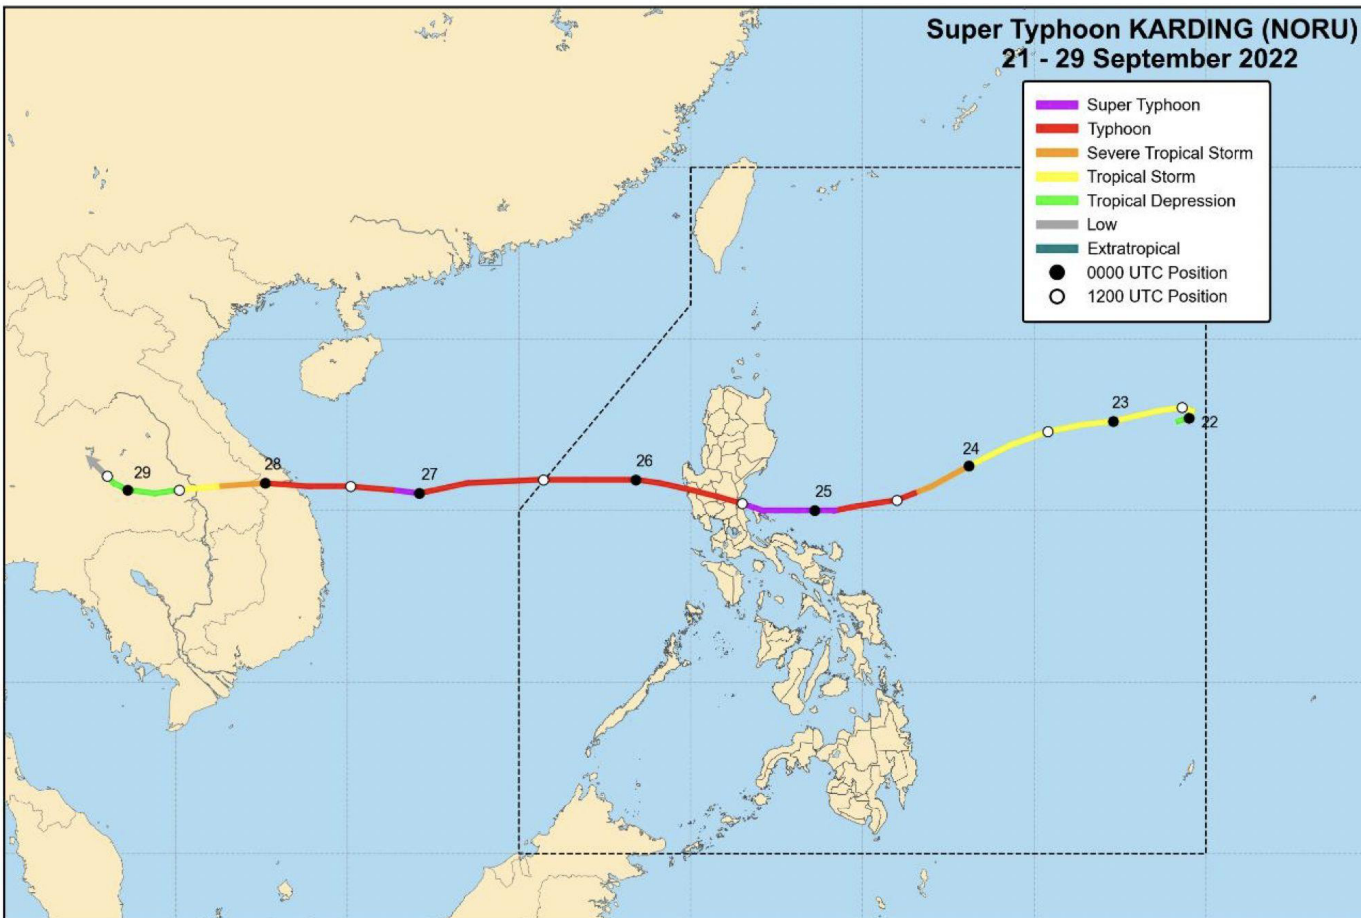 Super Typhoon KARDING (NORU)
21 - 29 September 2022
Super Typhoon
Typhoon
Severe Tropical Storm
Tropical Storm
Tropical Depression
Low
Extratropical
0000 UTC Position
1200 UTC Position
23
22
24
25
26
27
28
29